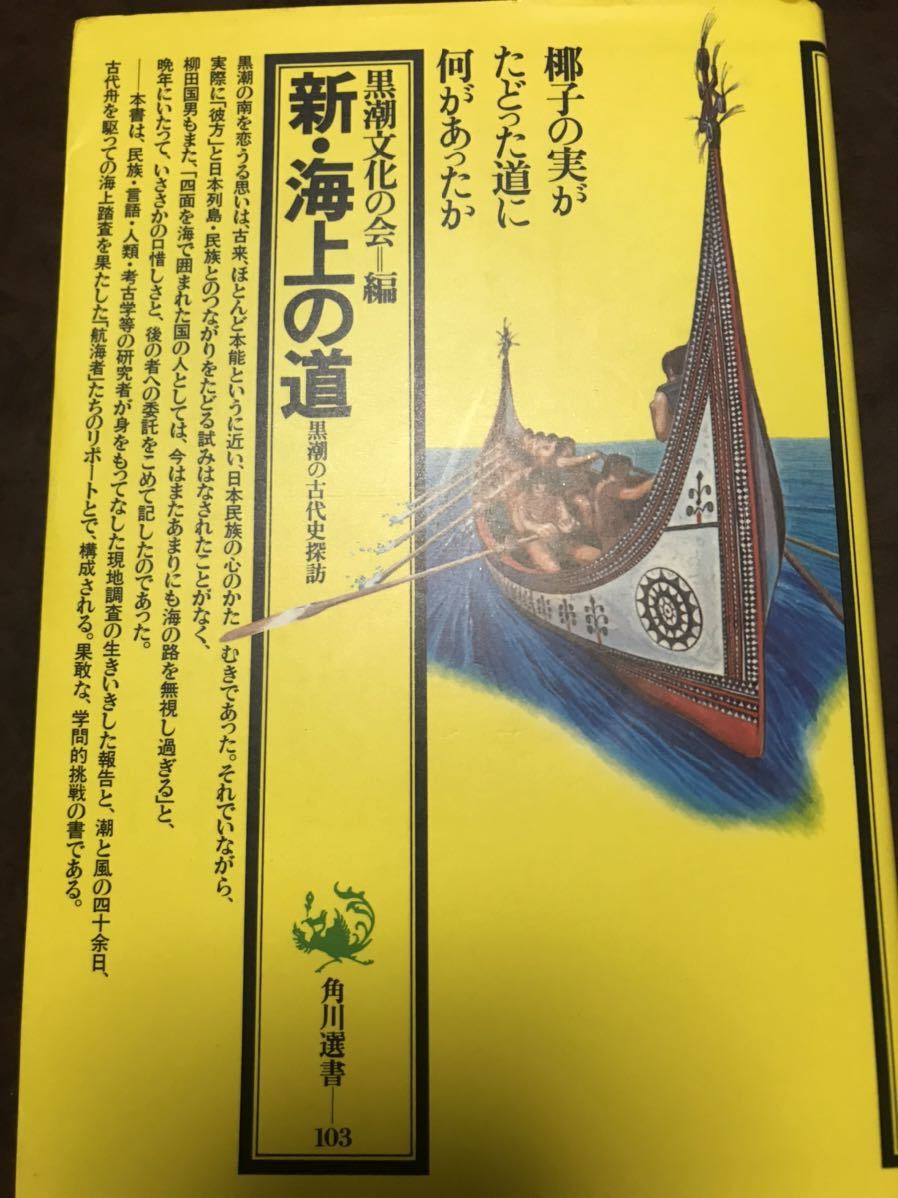 椰子の実が
たどった道に
何があったか
黒潮文化の会=編
新・海上の道
黒潮の古代史探訪
角川選書―103
黒潮の南を恋うる思いは、古来、ほとんど本能というに近い、日本民族の心のかたむきであった。それでいながら、
実際に「彼方」と日本列島・民族とのつながりをたどる試みはなされたことがなく、
柳田国男もまた、「四面を海で囲まれた国の人としては、今はまたあまりにも海の路を無視し過ぎる」と、
晩年にいたって、いささかの口惜しさと、後の者への委託をこめて記したのであった。
――本書は、民族・言語・人類・考古学等の研究者が身をもってなした現地調査の生きいきした報告と、潮と風の四十余日、
古代舟を駆っての海上踏査を果たした「航海者」たちのリポートとで、構成される。果敢な、学問的挑戦の書である。